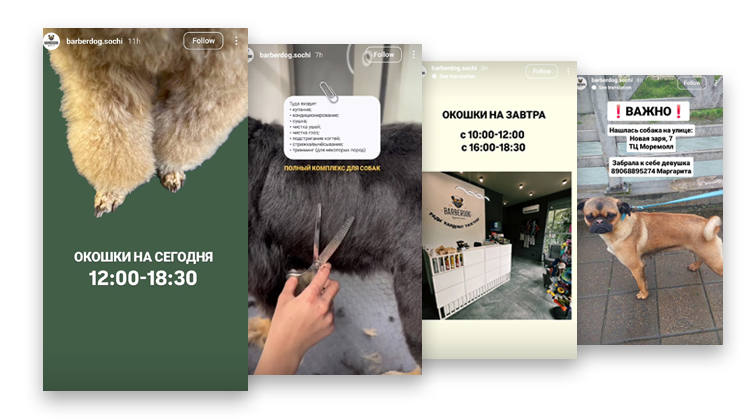 barberdog.sochi 11h
Follow
ОКОШКИ НА СЕГОДНЯ
12:00-18:30
barberdog.sochi 7h
Follow
Туда входит:
• купание;
• кондиционирование;
• сушка;
• чистка ушей;
• чистка глаз;
• подстригание когтей;
• стрижка/вычёсывание;
• тримминг (для некоторых пород)
ПОЛНЫЙ КОМПЛЕКС ДЛЯ СОБАК
barberdog.sochi
See translation
Follow
ОКОШКИ НА ЗАВТРА
с 10:00-12:00
с 16:00-18:30
BARBERDOG
barberdog.sochi
See translation
Follow
❗ВАЖНО❗
Нашлась собака на улице:
Новая заря, 7
ТЦ Моремолл
Забрала к себе девушка
89068895274 Маргарита